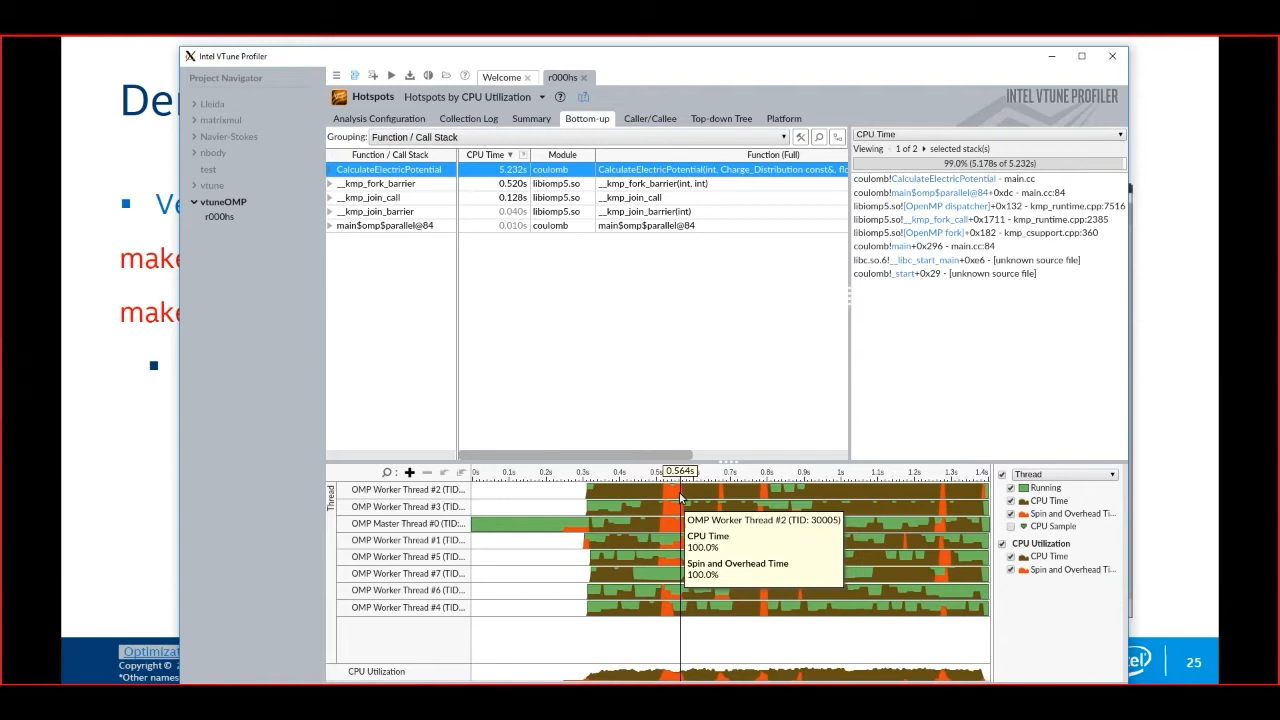 Intel VTune Profiler
Project Navigator
Lleida
matrixmul
Navier-Stokes
nbody
test
vtune
vtuneOMP
r000hs
Welcome
r000hs
Hotspots Hotspots by CPU Utilization
INTEL VTUNE PROFILER
Analysis Configuration Collection Log Summary Bottom-up Caller/Callee Top-down Tree Platform
Grouping: Function / Call Stack
Function / Call Stack CPU Time Module Function (Full)
CalculateElectricPotential 5.232s coulomb CalculateElectricPotential(int, Charge_Distribution const&, flo
__kmp_fork_barrier 0.520s libiomp5.so __kmp_fork_barrier(int, int)
__kmp_join_call 0.128s libiomp5.so __kmp_join_call
__kmp_join_barrier 0.040s libiomp5.so __kmp_join_barrier(int)
main$omp$parallel@84 0.010s coulomb main$omp$parallel@84
CPU Time
Viewing 1 of 2 selected stack(s)
99.0% (5.178s of 5.232s)
coulomb!CalculateElectricPotential - main.cc
coulomb!main$omp$parallel@84+0xdc - main.cc:84
libiomp5.so![OpenMP dispatcher]+0x132 - kmp_runtime.cpp:7516
libiomp5.so!__kmp_fork_call+0x1711 - kmp_runtime.cpp:2385
libiomp5.so![OpenMP fork]+0x182 - kmp_csupport.cpp:360
coulomb!main+0x296 - main.cc:84
libc.so.6!__libc_start_main+0xe6 - [unknown source file]
coulomb!_start+0x29 - [unknown source file]
0s 0.1s 0.2s 0.3s 0.4s 0.5s 0.564s 0.7s 0.8s 0.9s 1s 1.1s 1.2s 1.3s 1.4s
Thread
OMP Worker Thread #2 (TID...
OMP Worker Thread #3 (TID...
OMP Master Thread #0 (TID:...
OMP Worker Thread #1 (TID...
OMP Worker Thread #5 (TID...
OMP Worker Thread #7 (TID...
OMP Worker Thread #6 (TID...
OMP Worker Thread #4 (TID...
CPU Utilization
OMP Worker Thread #2 (TID: 30005)
CPU Time
100.0%
Spin and Overhead Time
100.0%
Thread
Running
CPU Time
Spin and Overhead Ti...
CPU Sample
CPU Utilization
CPU Time
Spin and Overhead Ti...
De
Ve
make
make
Optimizat
Copyright ©
*Other names
tel
25